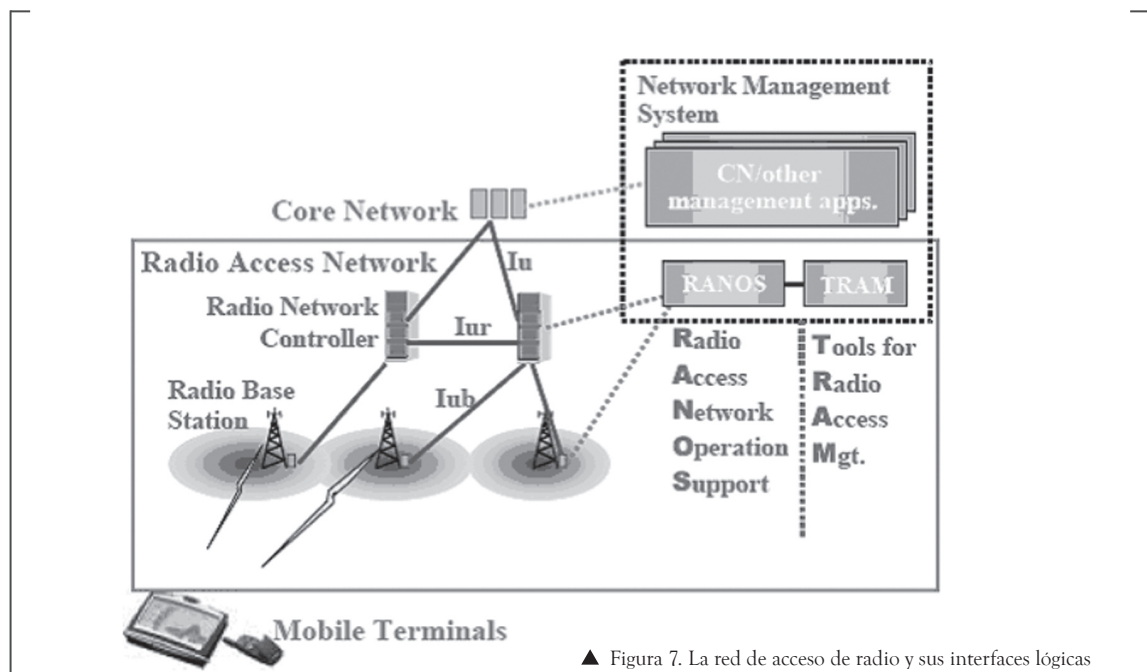 Network Management
System
CN/other
management apps.
Core Network
Radio Access Network
Iu
RANOS
TRAM
Radio Network
Controller
Iur
Radio
Access
Network
Operation
Support
Tools for
Radio
Access
Mgt.
Radio Base
Station
Iub
Mobile Terminals
▲ Figura 7. La red de acceso de radio y sus interfaces lógicas